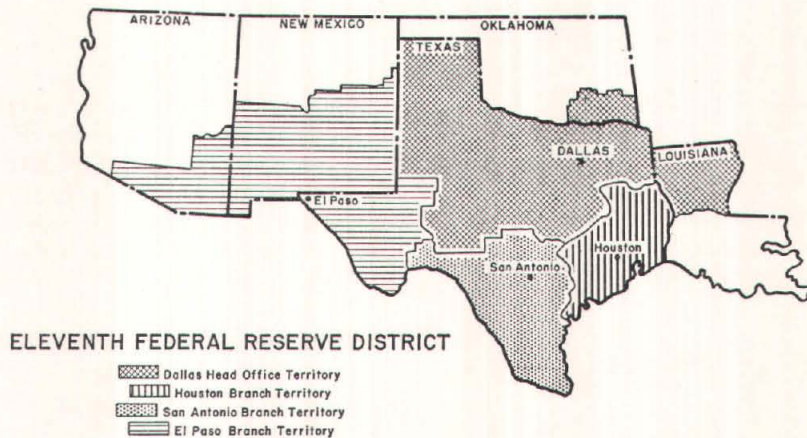 ARIZONA
NEW MEXICO
OKLAHOMA
TEXAS
DALLAS
LOUISIANA
El Paso
Houston
San Antonio
ELEVENTH FEDERAL RESERVE DISTRICT
Dallas Head Office Territory
Houston Branch Territory
San Antonio Branch Territory
El Paso Branch Territory